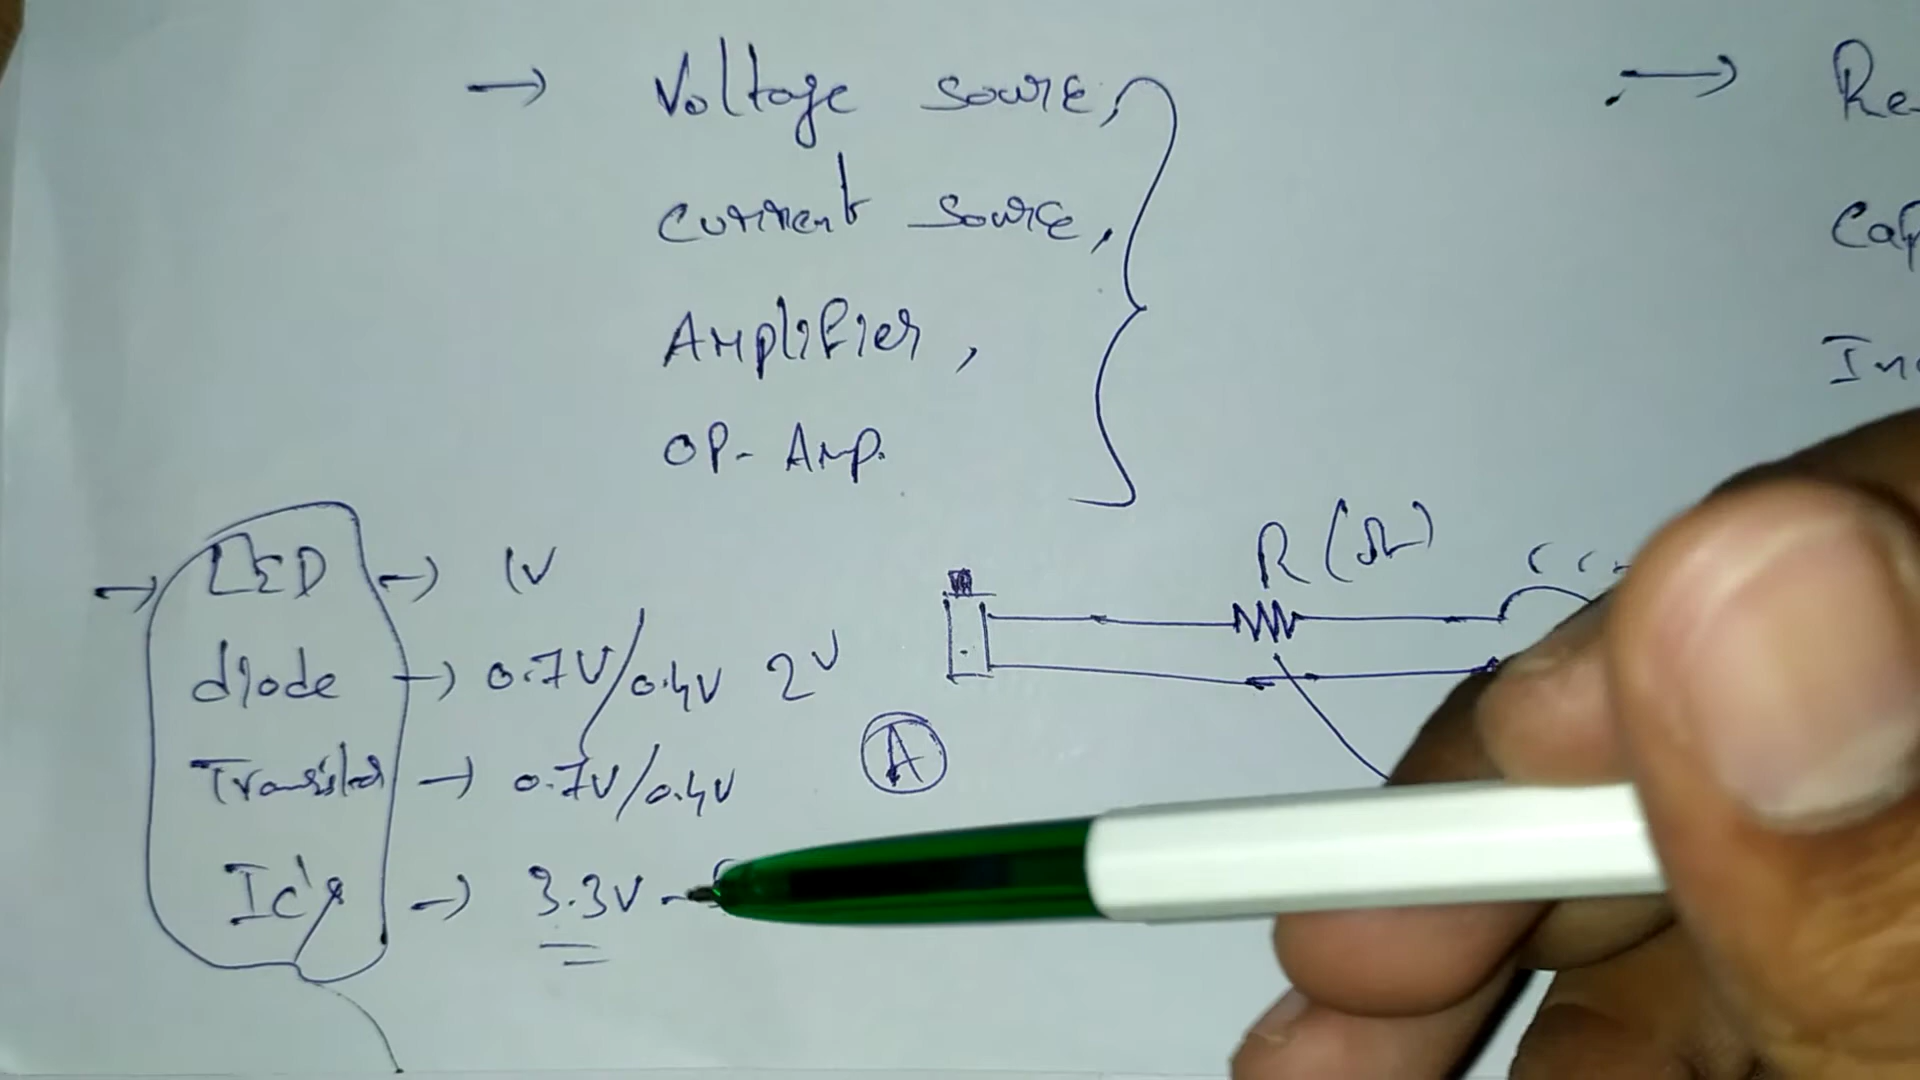 → Voltage source,
Current source,
Amplifier,
OP-Amp.
→ Re
Cap
In
→ LED → 1V
diode → 0.7V/0.4V 2V
Transistor → 0.7V/0.4V
Ic's → 3.3V -
R (Ω)
A